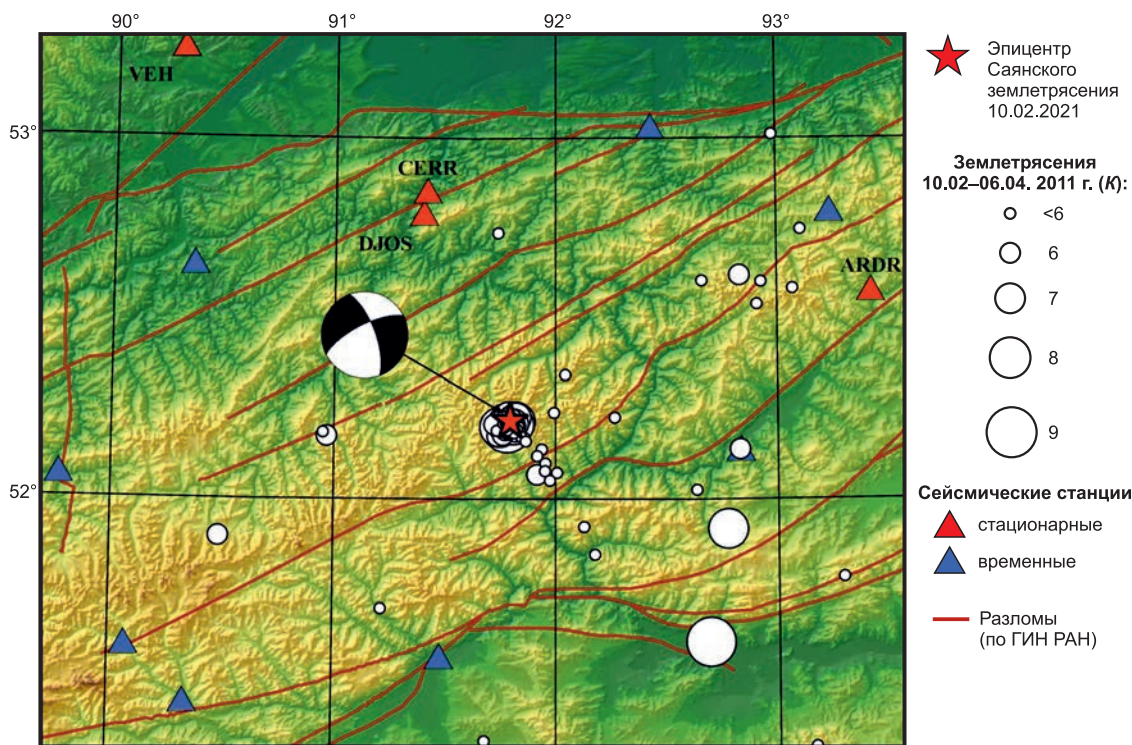 90°
91°
92°
93°
53°
52°
VEH
CERR
DJOS
ARDR
Эпицентр
Саянского
землетрясения
10.02.2021
Землетрясения
10.02–06.04. 2011 г. (K):
<6
6
7
8
9
Сейсмические станции
стационарные
временные
Разломы
(по ГИН РАН)